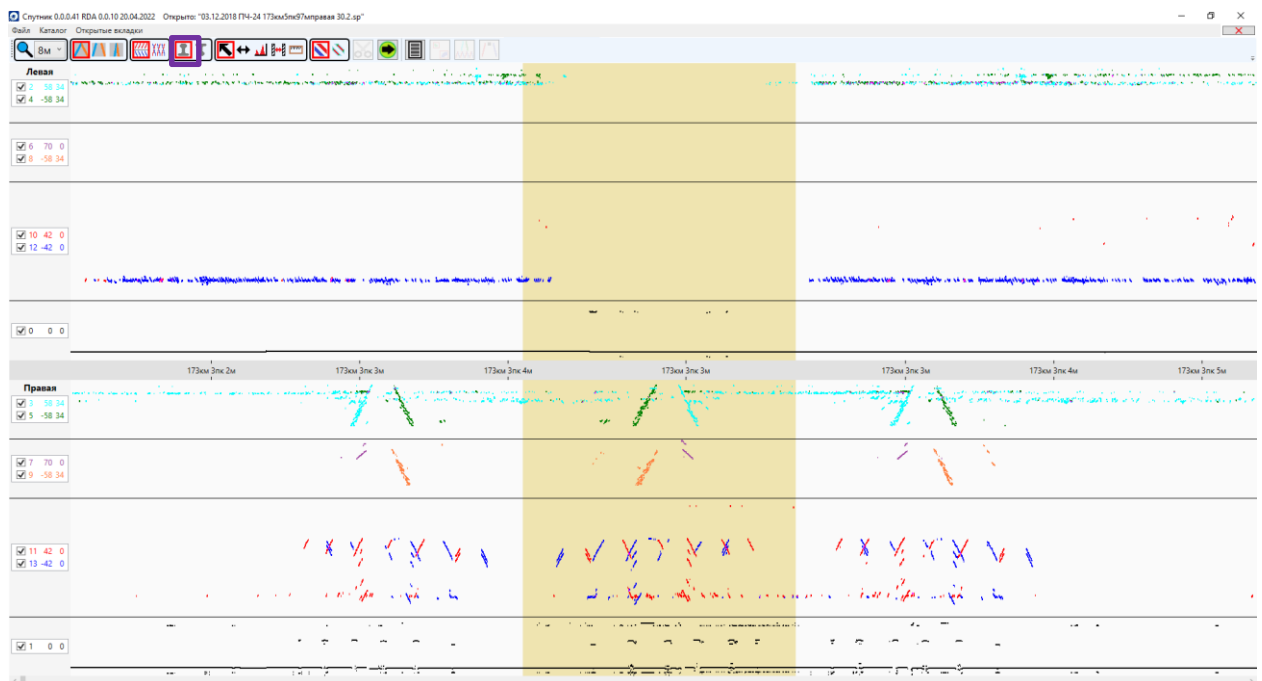 Спутник 0.0.0.41 RDA 0.0.10 20.04.2022 Открыто: "03.12.2018 ПЧ-24 173км5пк97мправая 30.2.sp"
Файл Каталог Открытые вкладки
8м
Левая
2 58 34
4 -58 34
6 70 0
8 -58 34
10 42 0
12 -42 0
0 0 0
173км 3пк 2м 173км 3пк 3м 173км 3пк 4м 173км 3пк 3м 173км 3пк 3м 173км 3пк 4м 173км 3пк 5м
Правая
3 58 34
5 -58 34
7 70 0
9 -58 34
11 42 0
13 -42 0
1 0 0